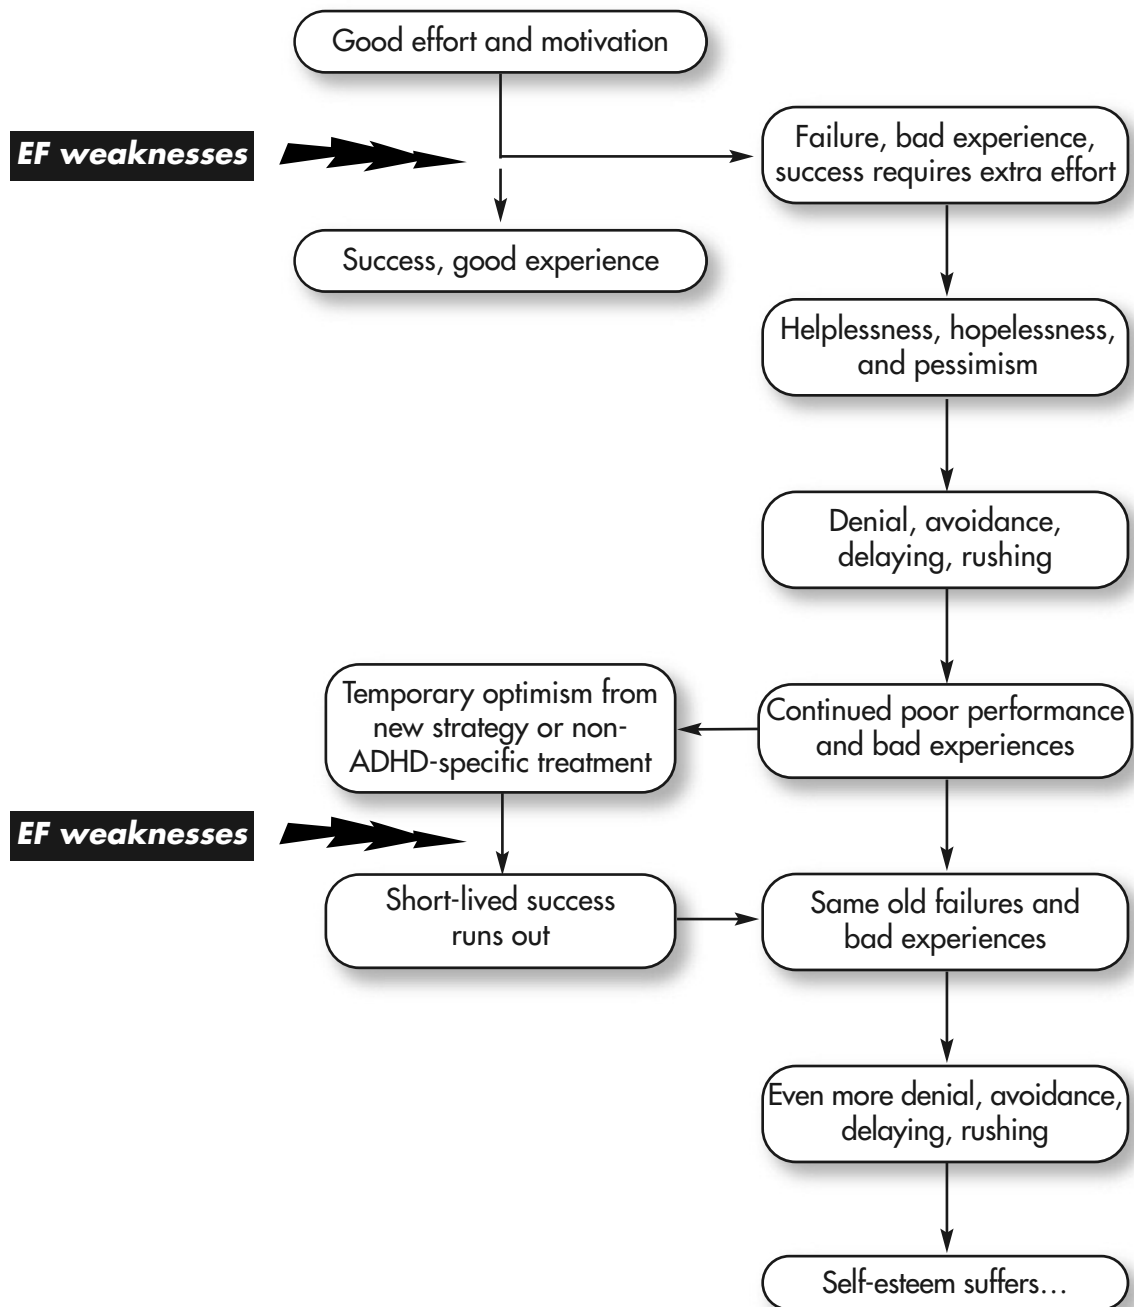 Good effort and motivation
EF weaknesses
Failure, bad experience,
success requires extra effort
Success, good experience
Helplessness, hopelessness,
and pessimism
Denial, avoidance,
delaying, rushing
Temporary optimism from
new strategy or non-
ADHD-specific treatment
Continued poor performance
and bad experiences
EF weaknesses
Short-lived success
runs out
Same old failures and
bad experiences
Even more denial, avoidance,
delaying, rushing
Self-esteem suffers…